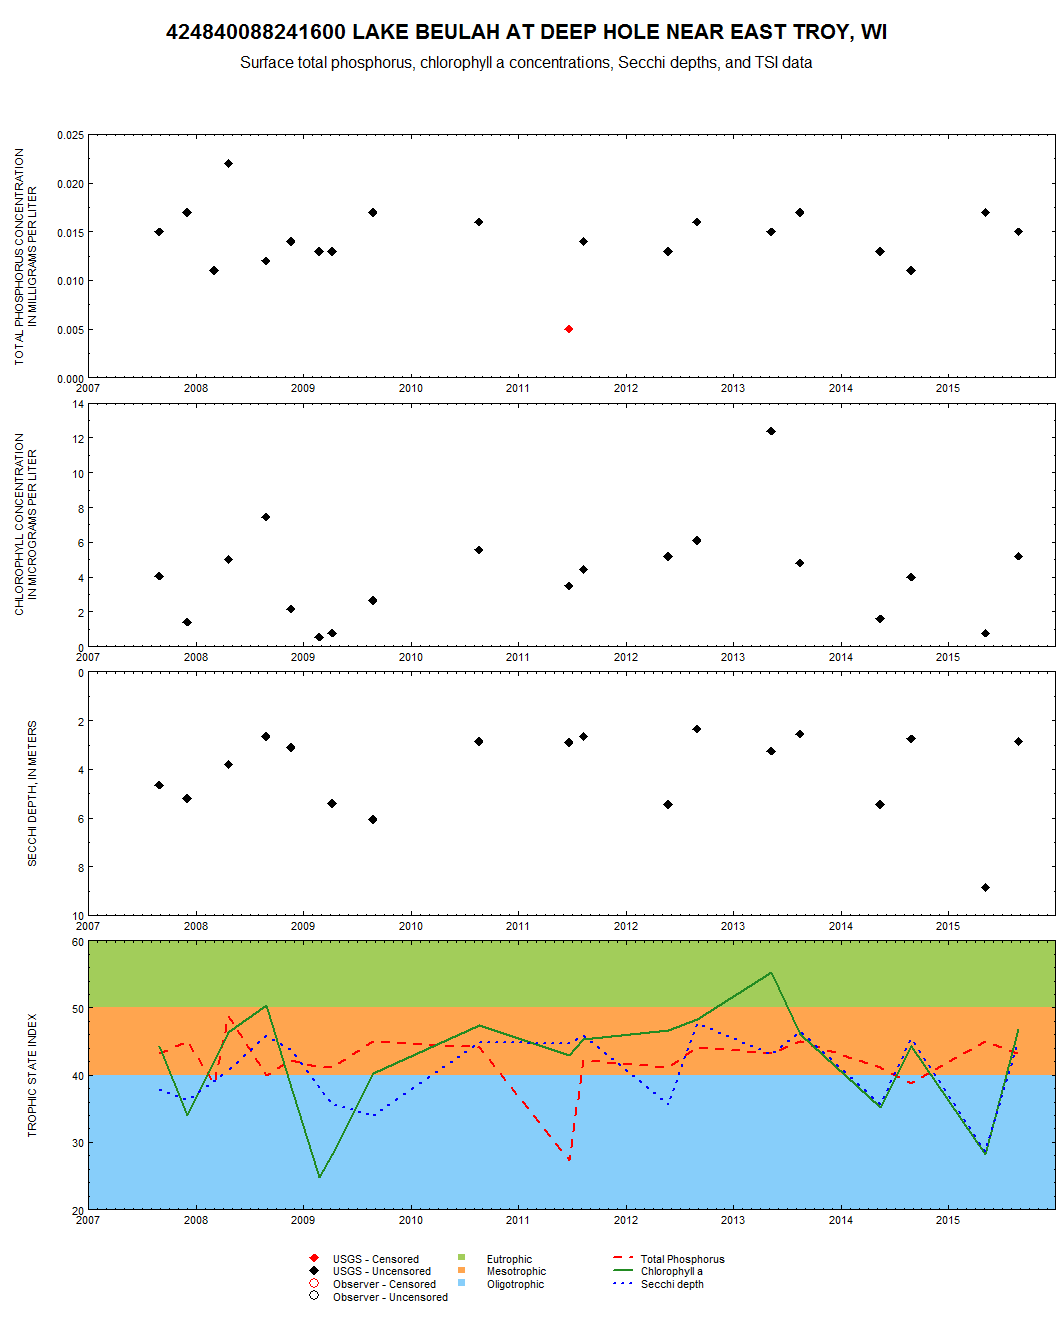 424840088241600 LAKE BEULAH AT DEEP HOLE NEAR EAST TROY, WI
Surface total phosphorus, chlorophyll a concentrations, Secchi depths, and TSI data
TOTAL PHOSPHORUS CONCENTRATION
IN MILLIGRAMS PER LITER
0.025
0.020
0.015
0.010
0.005
0.000
2007 2008 2009 2010 2011 2012 2013 2014 2015
CHLOROPHYLL CONCENTRATION
IN MICROGRAMS PER LITER
14
12
10
8
6
4
2
0
2007 2008 2009 2010 2011 2012 2013 2014 2015
SECCHI DEPTH, IN METERS
0
2
4
6
8
10
2007 2008 2009 2010 2011 2012 2013 2014 2015
TROPHIC STATE INDEX
60
50
40
30
20
2007 2008 2009 2010 2011 2012 2013 2014 2015
USGS - Censored Eutrophic Total Phosphorus
USGS - Uncensored Mesotrophic Chlorophyll a
Observer - Censored Oligotrophic Secchi depth
Observer - Uncensored